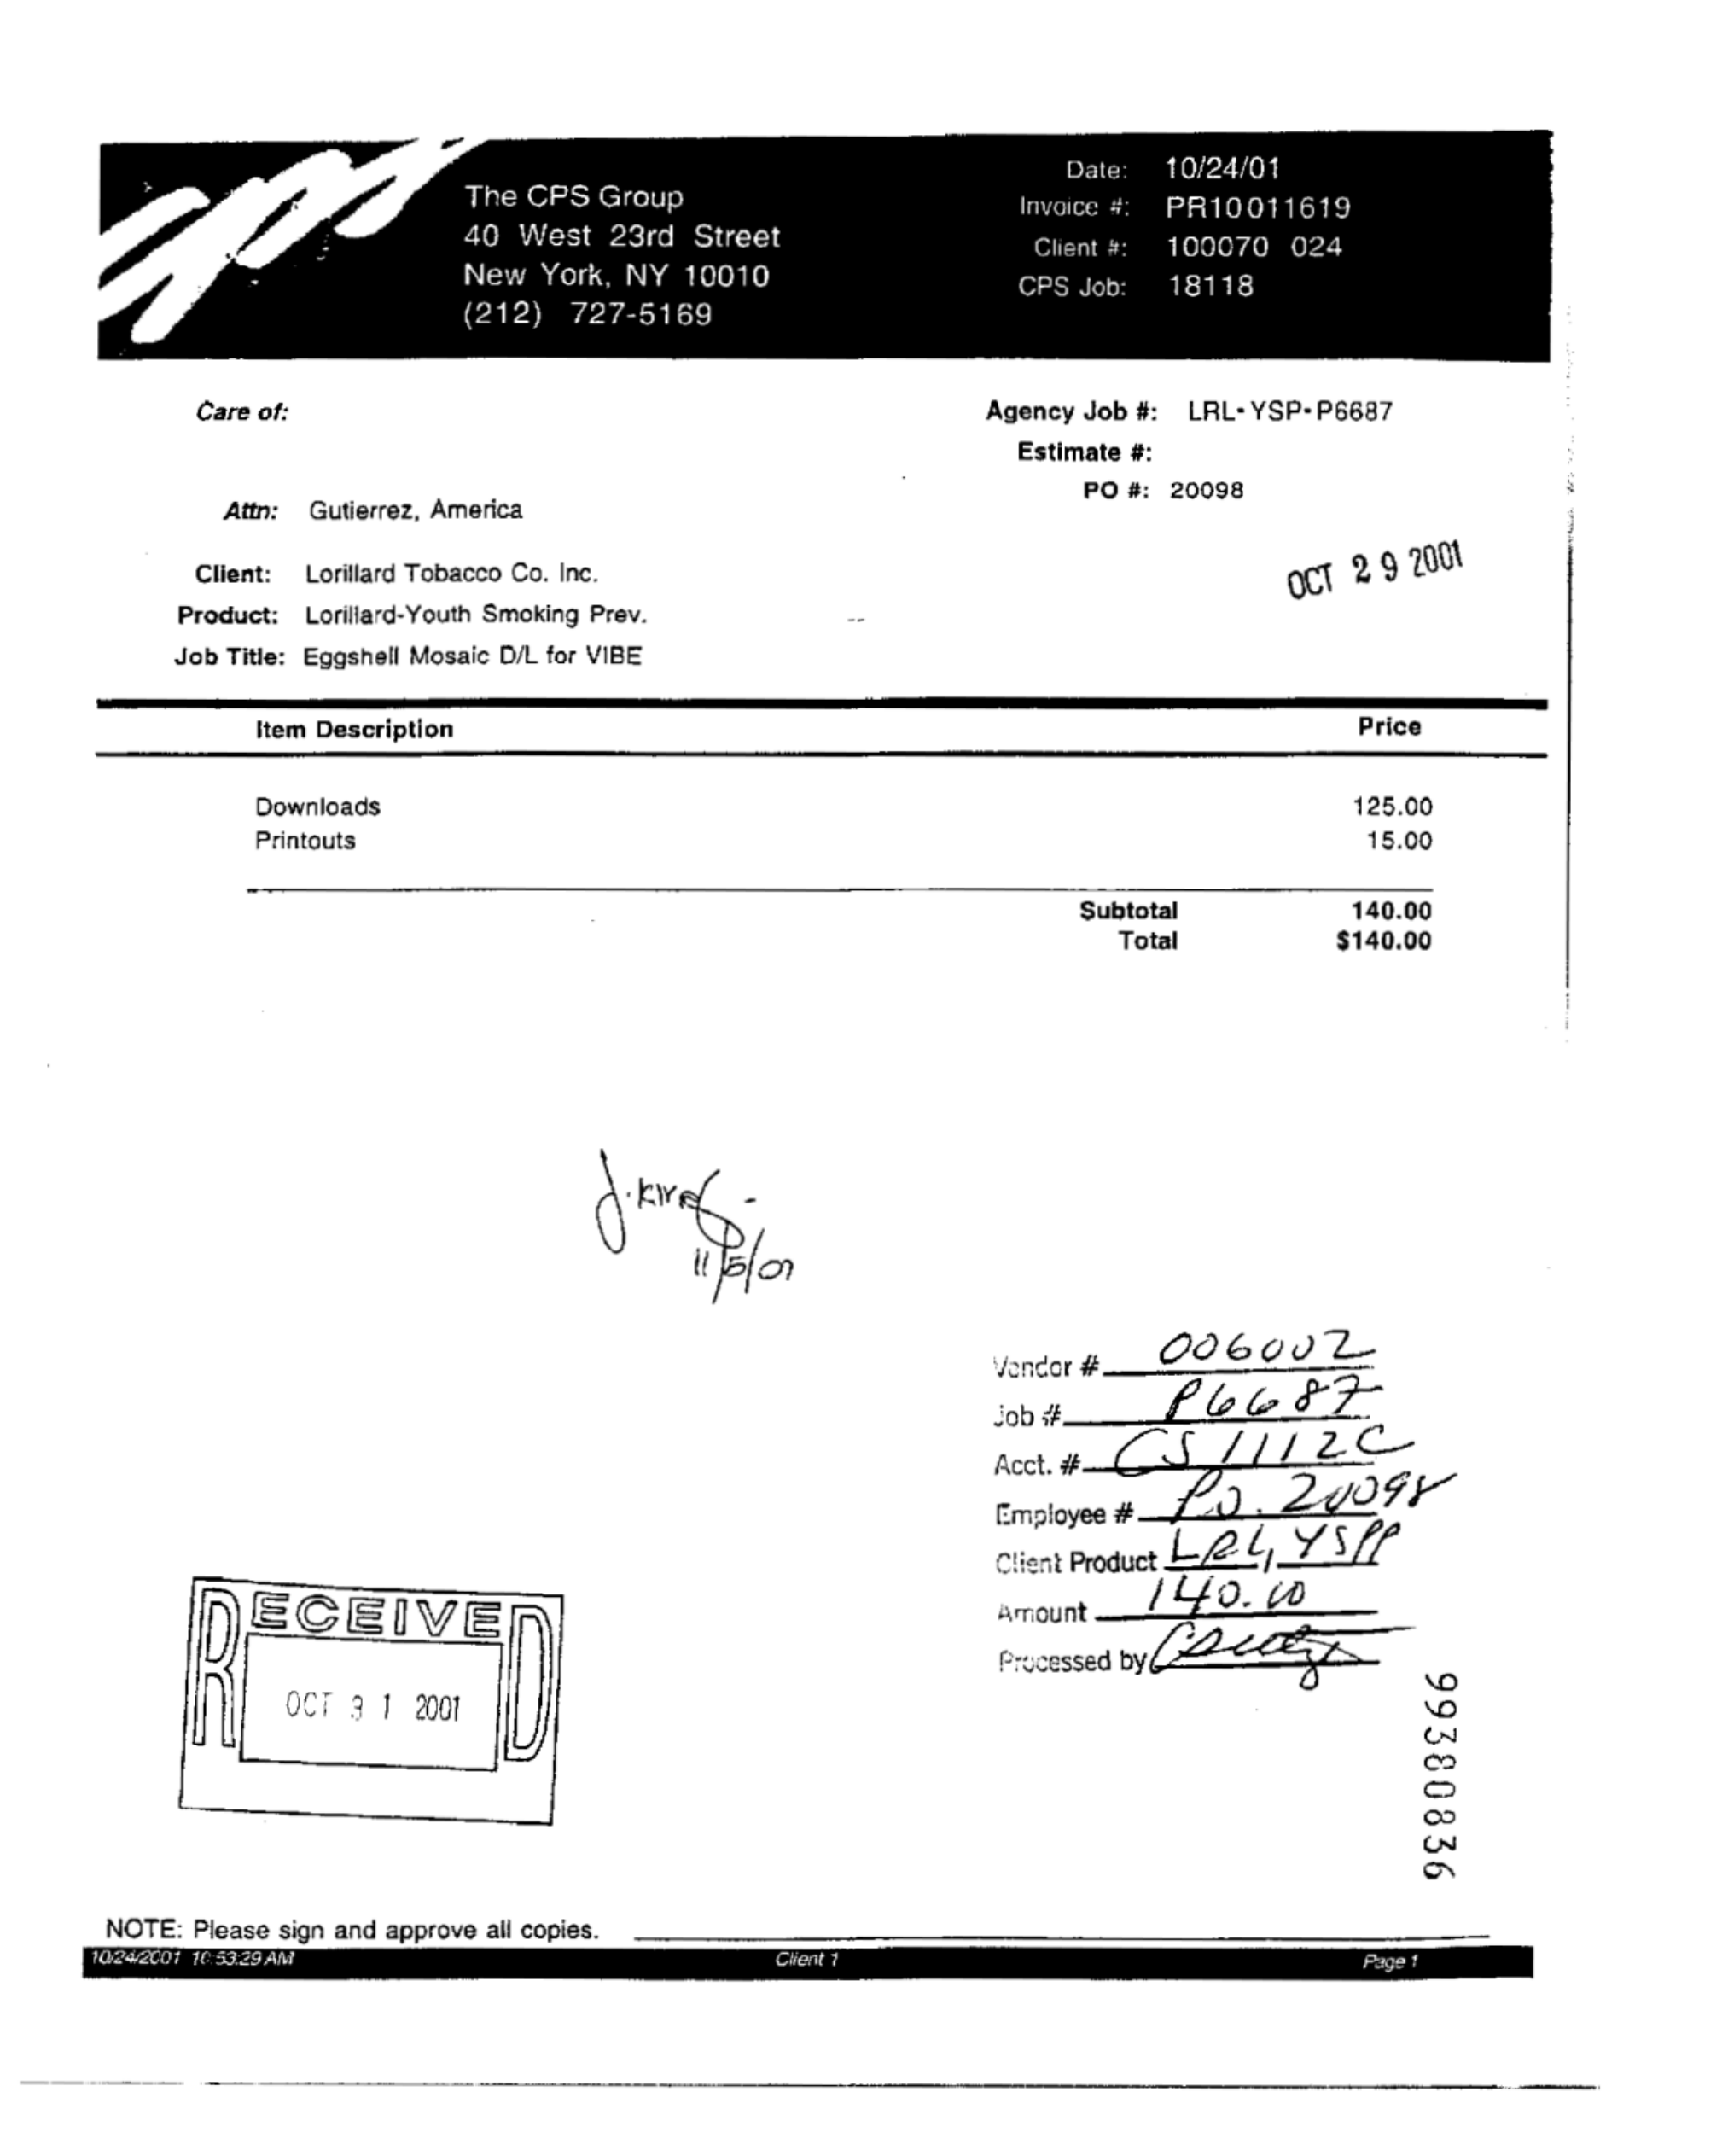 cps
The CPS Group
40 West 23rd Street
New York, NY 10010
(212) 727-5169
Date: 10/24/01
Invoice #: PR10011619
Client #: 100070 024
CPS Job: 18118
Care of:
Agency Job #: LRL-YSP-P6687
Estimate #:
PO #: 20098
Attn: Gutierrez, America
OCT 29 2001
Client: Lorillard Tobacco Co. Inc.
Product: Lorillard-Youth Smoking Prev.
Job Title: Eggshell Mosaic D/L for VIBE
Item Description Price
Downloads 125.00
Printouts 15.00
Subtotal 140.00
Total $140.00
11/5/01
Vendor # 006002
Job # P6687
Acct. # CS1112C
Employee # P.O. 20098
Client Product LRL, YSPP
Amount 140.00
Processed by
RECEIVED
OCT 31 2001
99380836
NOTE: Please sign and approve all copies.
10/24/2001 10:53:29 AM Client 1 Page 1